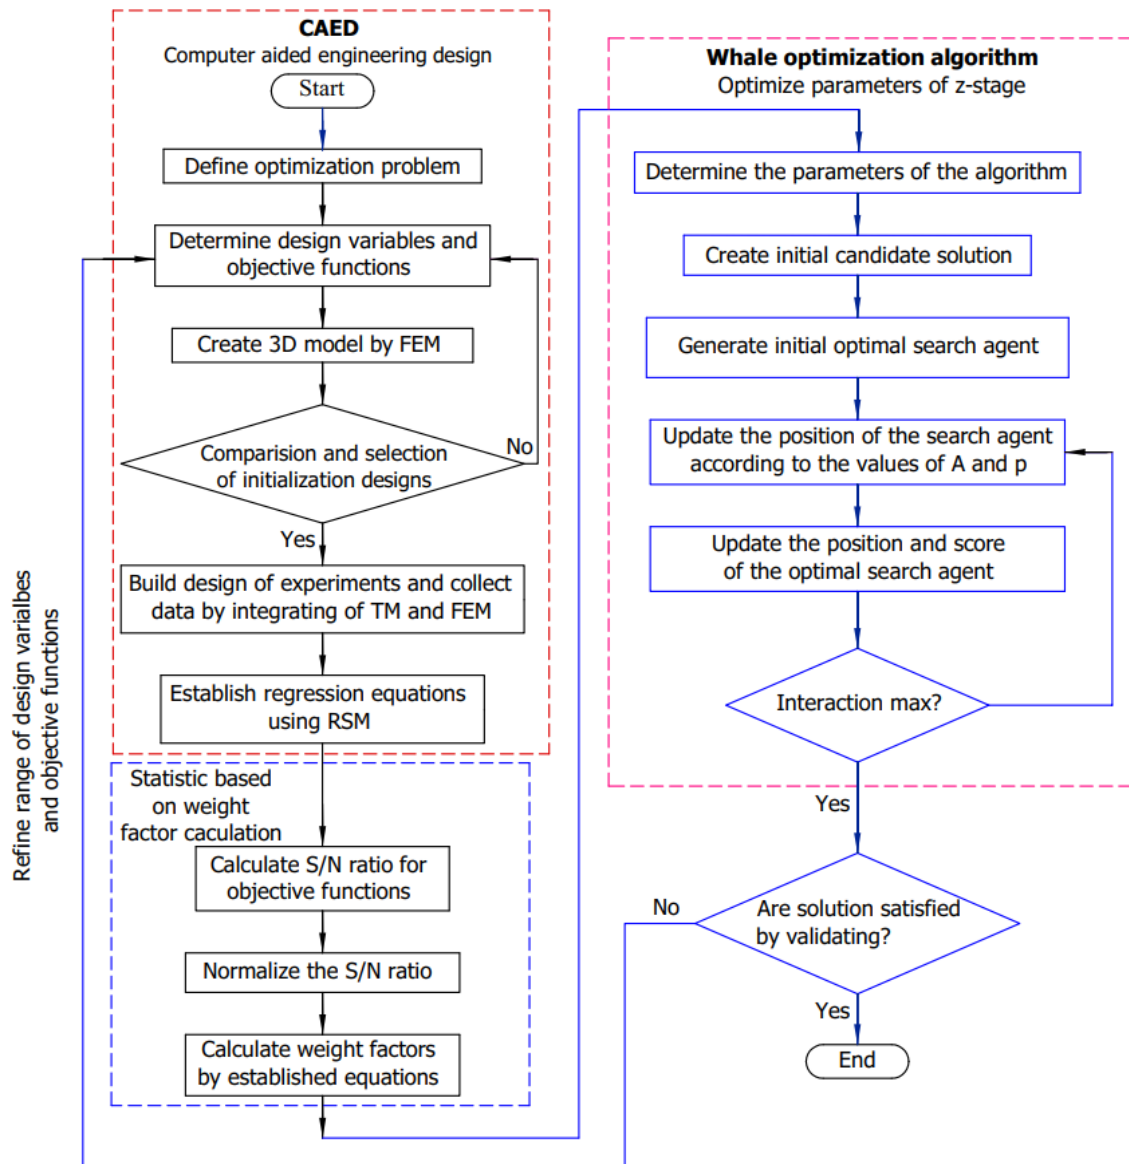 CAED
Computer aided engineering design
Start
Define optimization problem
Determine design variables and
objective functions
Create 3D model by FEM
Comparision and selection
of initialization designs
No
Yes
Build design of experiments and collect
data by integrating of TM and FEM
Establish regression equations
using RSM
Statistic based
on weight
factor caculation
Calculate S/N ratio for
objective functions
Normalize the S/N ratio
Calculate weight factors
by established equations
Refine range of design varialbes
and objective functions
Whale optimization algorithm
Optimize parameters of z-stage
Determine the parameters of the algorithm
Create initial candidate solution
Generate initial optimal search agent
Update the position of the search agent
according to the values of A and p
Update the position and score
of the optimal search agent
Interaction max?
Yes
Are solution satisfied
by validating?
No
Yes
End